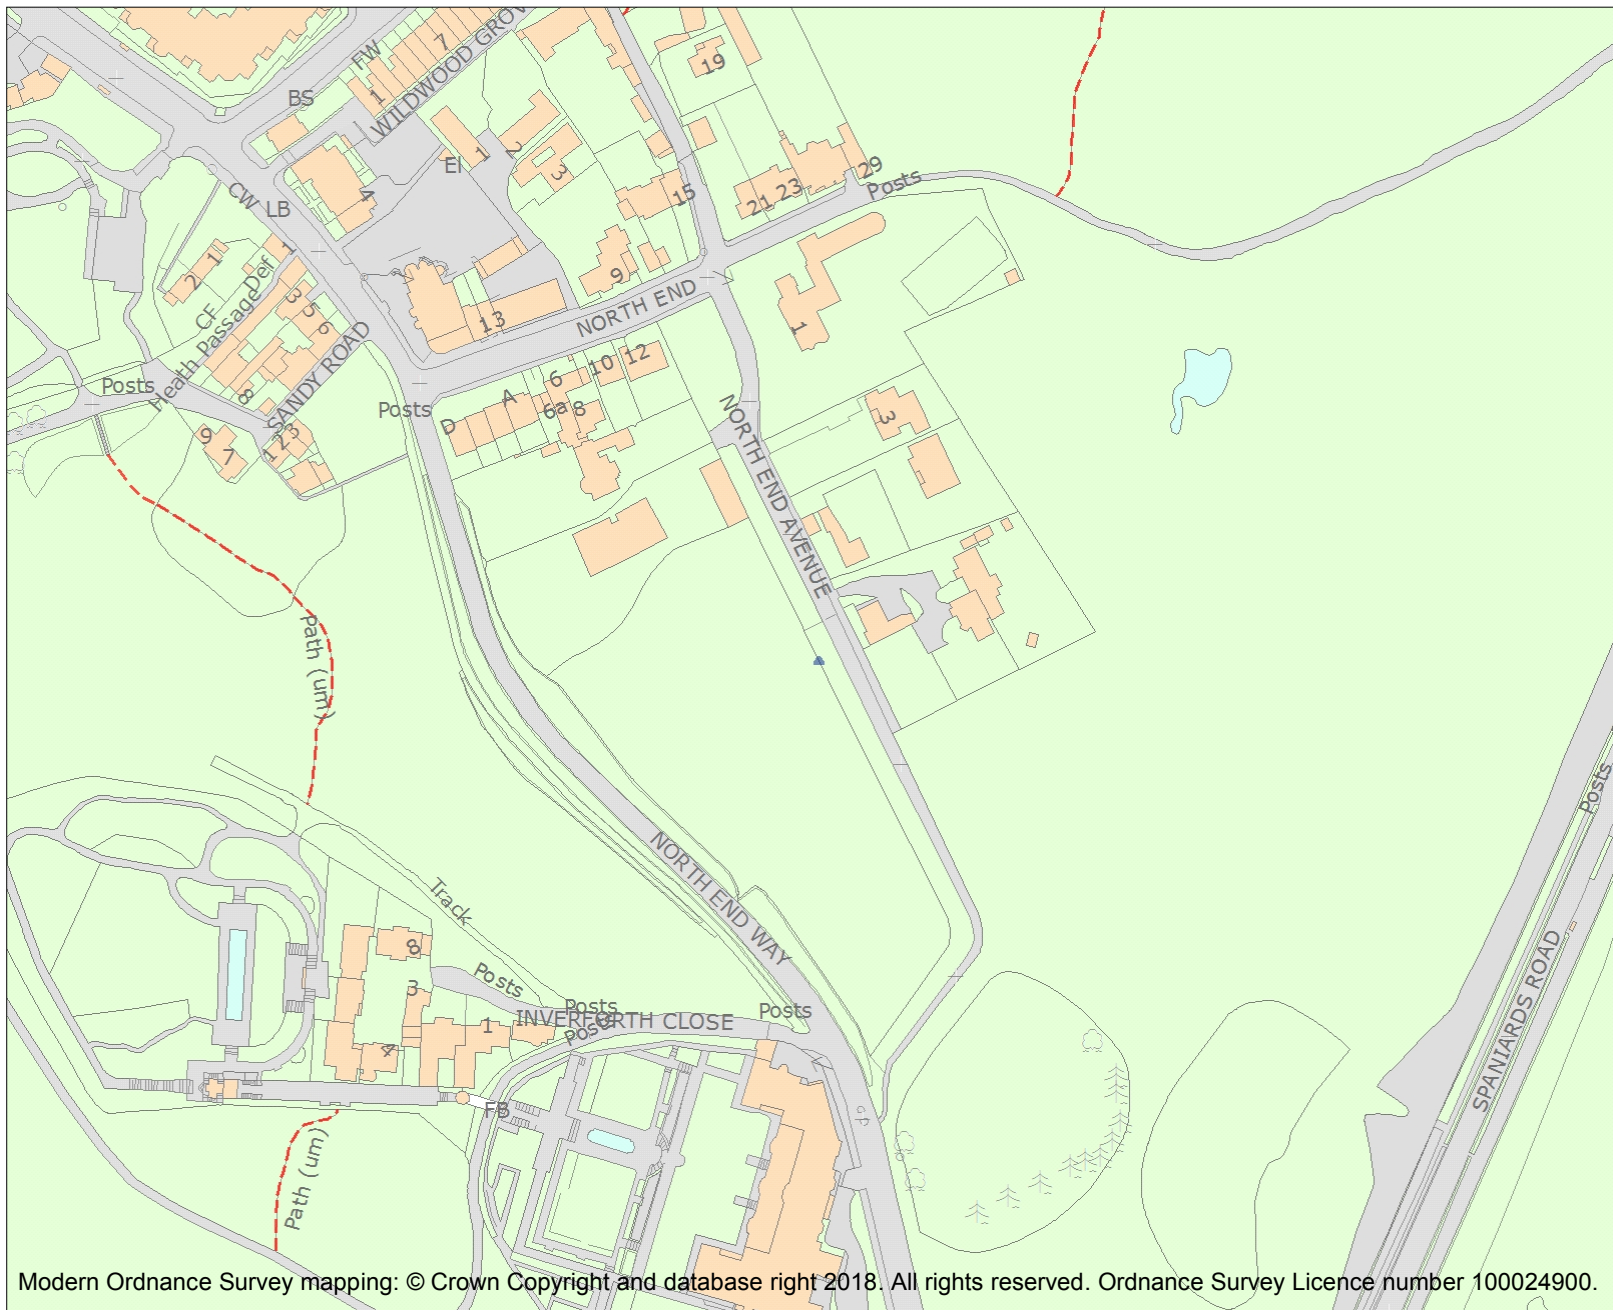 FW
7
WILDWOOD GROV
19
BS
1
1
2
3
EI
4
29
Posts
CW
LB
15
21
23
1
1
2
Def
9
CF
Heath Passage
3
5
6
13
NORTH END
1
SANDY ROAD
8
Posts
Posts
D
A
6
6a
8
10
12
3
9
7
1
2
3
NORTH END AVENUE
Path (um)
Posts
NORTH END WAY
Track
8
3
Posts
Posts
Posts
Posts
INVERFORTH CLOSE
1
4
SPANIARDS ROAD
FB
GP
Path (um)
Modern Ordnance Survey mapping: © Crown Copyright and database right 2018. All rights reserved. Ordnance Survey Licence number 100024900.